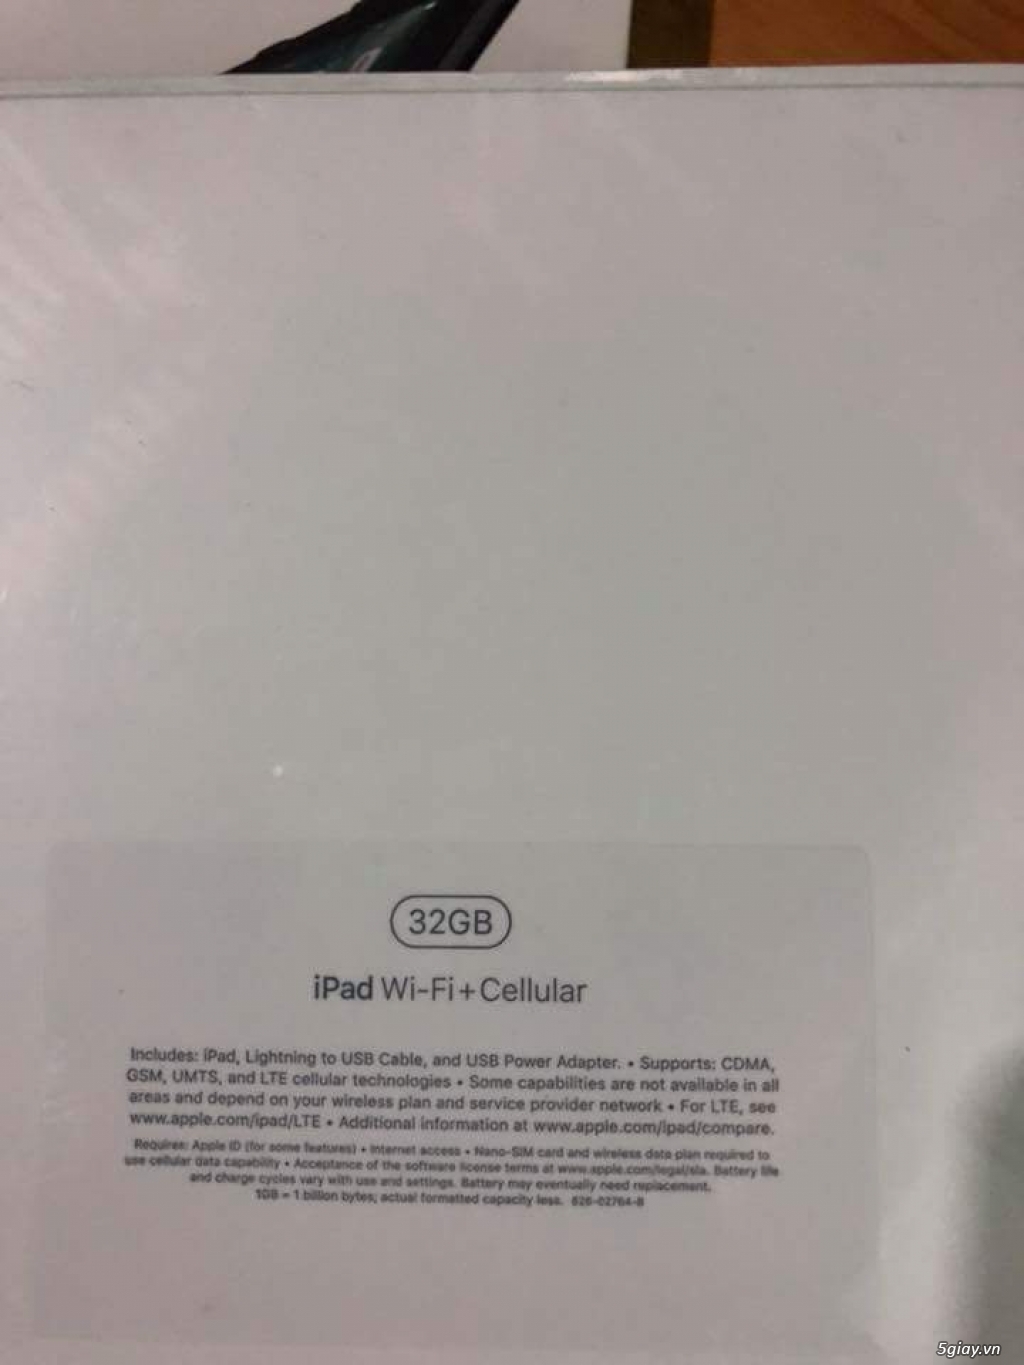 32GB
iPad Wi-Fi+Cellular
Includes: iPad, Lightning to USB Cable, and USB Power Adapter. • Supports: CDMA,
GSM, UMTS, and LTE cellular technologies • Some capabilities are not available in all
areas and depend on your wireless plan and service provider network • For LTE, see
www.apple.com/ipad/LTE • Additional information at www.apple.com/ipad/compare.
Requires: Apple ID (for some features) • Internet access • Nano-SIM card and wireless data plan required to
use cellular data capability • Acceptance of the software license terms at www.apple.com/legal/sla. Battery life
and charge cycles vary with use and settings. Battery may eventually need replacement.
1GB = 1 billion bytes; actual formatted capacity less. 626-02764-B
5giay.vn